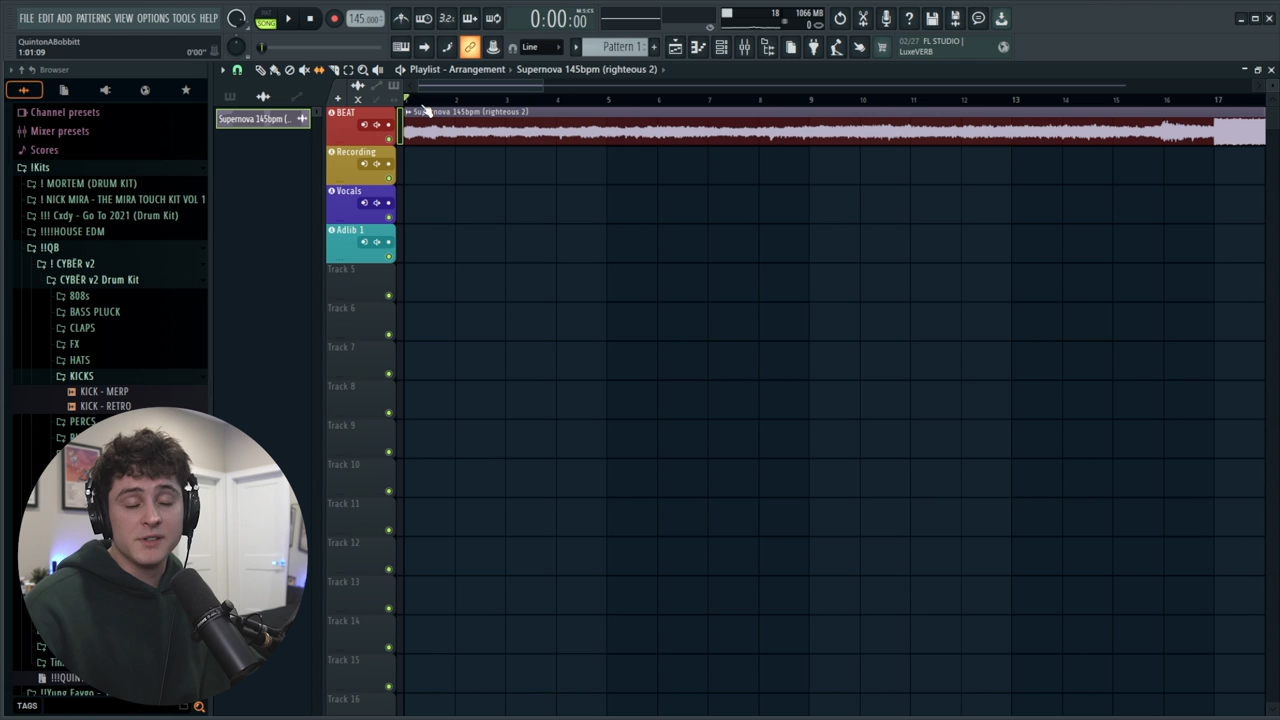 FILE EDIT ADD PATTERNS VIEW OPTIONS TOOLS HELP
PAT
SONG
145.000
3.2.
0:00:00
M:S:CS
18
1066 MB
0
QuintonABobbitt
1:01:09
0'00"
Line
Pattern 1
02/27 FL STUDIO |
LuxeVERB
Browser
Playlist - Arrangement › Supernova 145bpm (righteous 2) ›
2 3 4 5 6 7 8 9 10 11 12 13 14 15 16 17
Channel presets
Mixer presets
Scores
!Kits
! MORTEM (DRUM KIT)
! NICK MIRA - THE MIRA TOUCH KIT VOL 1
!!! Cxdy - Go To 2021 (Drum Kit)
!!!!HOUSE EDM
!!QB
! CYBËR v2
CYBËR v2 Drum Kit
808s
BASS PLUCK
CLAPS
FX
HATS
KICKS
KICK - MERP
KICK - RETRO
PERCS
TAGS
Supernova 145bpm (...
BEAT
Supernova 145bpm (righteous 2)
Recording
Vocals
Adlib 1
Track 5
Track 6
Track 7
Track 8
Track 9
Track 10
Track 11
Track 12
Track 13
Track 14
Track 15
Track 16